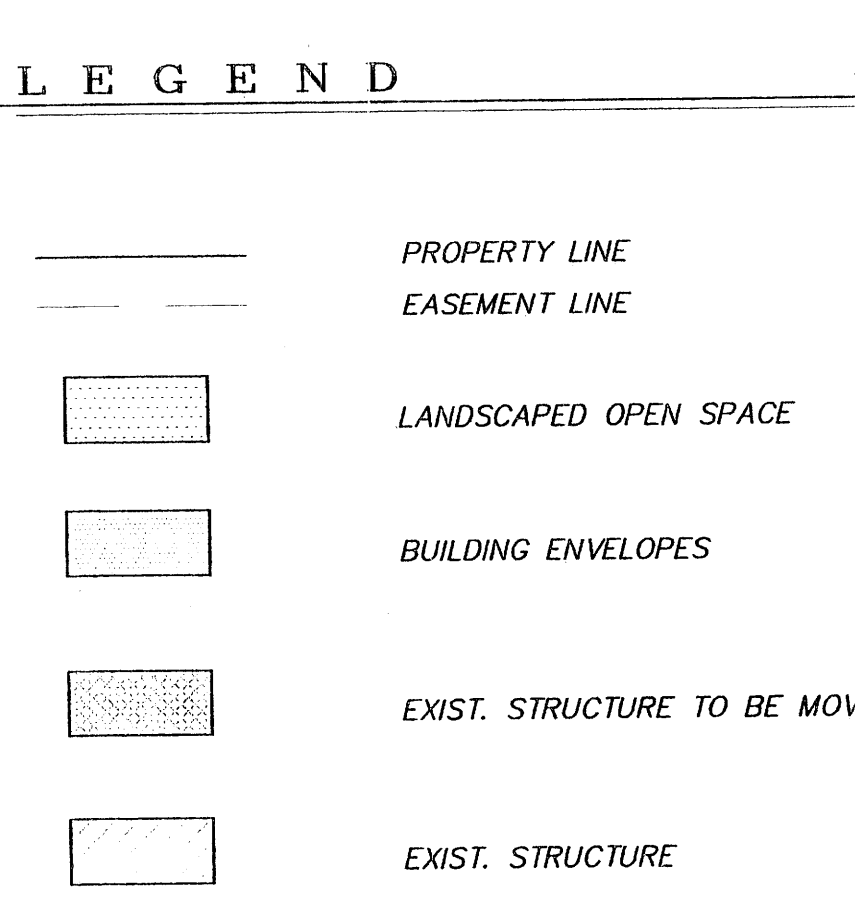 LEGEND
PROPERTY LINE
EASEMENT LINE
LANDSCAPED OPEN SPACE
BUILDING ENVELOPES
EXIST. STRUCTURE TO BE MOV
EXIST. STRUCTURE